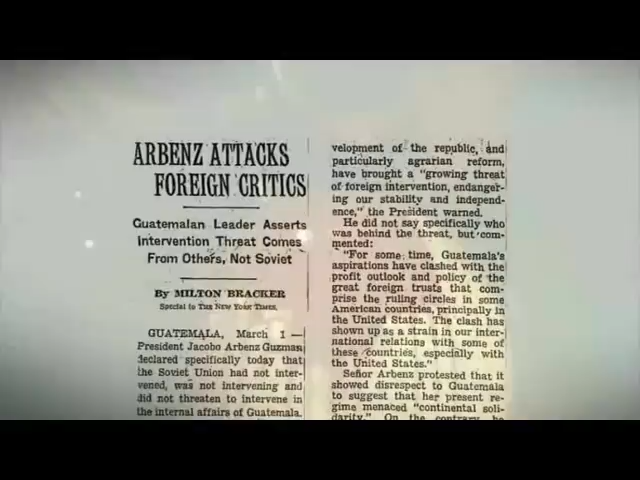 ARBENZ ATTACKS
FOREIGN CRITICS
Guatemalan Leader Asserts
Intervention Threat Comes
From Others, Not Soviet
By MILTON BRACKER
Special to THE NEW YORK TIMES.
GUATEMALA, March 1 —
President Jacobo Arbenz Guzman
declared specifically today that
the Soviet Union had not inter-
vened, was not intervening and
did not threaten to intervene in
the internal affairs of Guatemala.
velopment of the republic, and
particularly agrarian reform,
have brought a "growing threat
of foreign intervention, endanger-
ing our stability and independ-
ence," the President warned.
He did not say specifically who
was behind the threat, but com-
mented:
"For some time, Guatemala's
aspirations have clashed with the
profit outlook and policy of the
great foreign trusts that com-
prise the ruling circles in some
American countries, principally in
the United States. The clash has
shown up as a strain in our inter-
national relations with some of
these countries, especially with
the United States."
Señor Arbenz protested that it
showed disrespect to Guatemala
to suggest that her present re-
gime menaced "continental soli-
darity." On the contrary, he